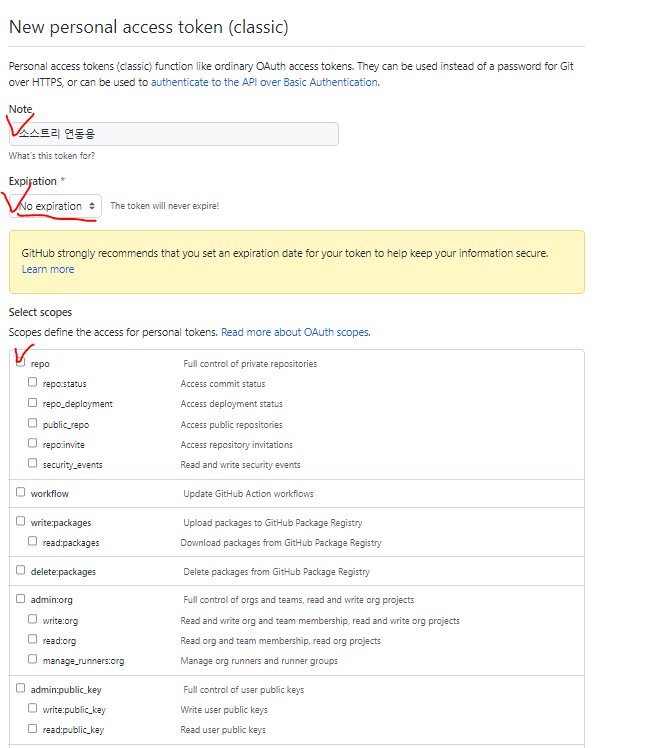 New personal access token (classic)
Personal access tokens (classic) function like ordinary OAuth access tokens. They can be used instead of a password for Git
over HTTPS, or can be used to authenticate to the API over Basic Authentication.
Note
소스트리 연동용
What's this token for?
Expiration *
No expiration The token will never expire!
GitHub strongly recommends that you set an expiration date for your token to help keep your information secure.
Learn more
Select scopes
Scopes define the access for personal tokens. Read more about OAuth scopes.
repo Full control of private repositories
repo:status Access commit status
repo_deployment Access deployment status
public_repo Access public repositories
repo:invite Access repository invitations
security_events Read and write security events
workflow Update GitHub Action workflows
write:packages Upload packages to GitHub Package Registry
read:packages Download packages from GitHub Package Registry
delete:packages Delete packages from GitHub Package Registry
admin:org Full control of orgs and teams, read and write org projects
write:org Read and write org and team membership, read and write org projects
read:org Read org and team membership, read org projects
manage_runners:org Manage org runners and runner groups
admin:public_key Full control of user public keys
write:public_key Write user public keys
read:public_key Read user public keys